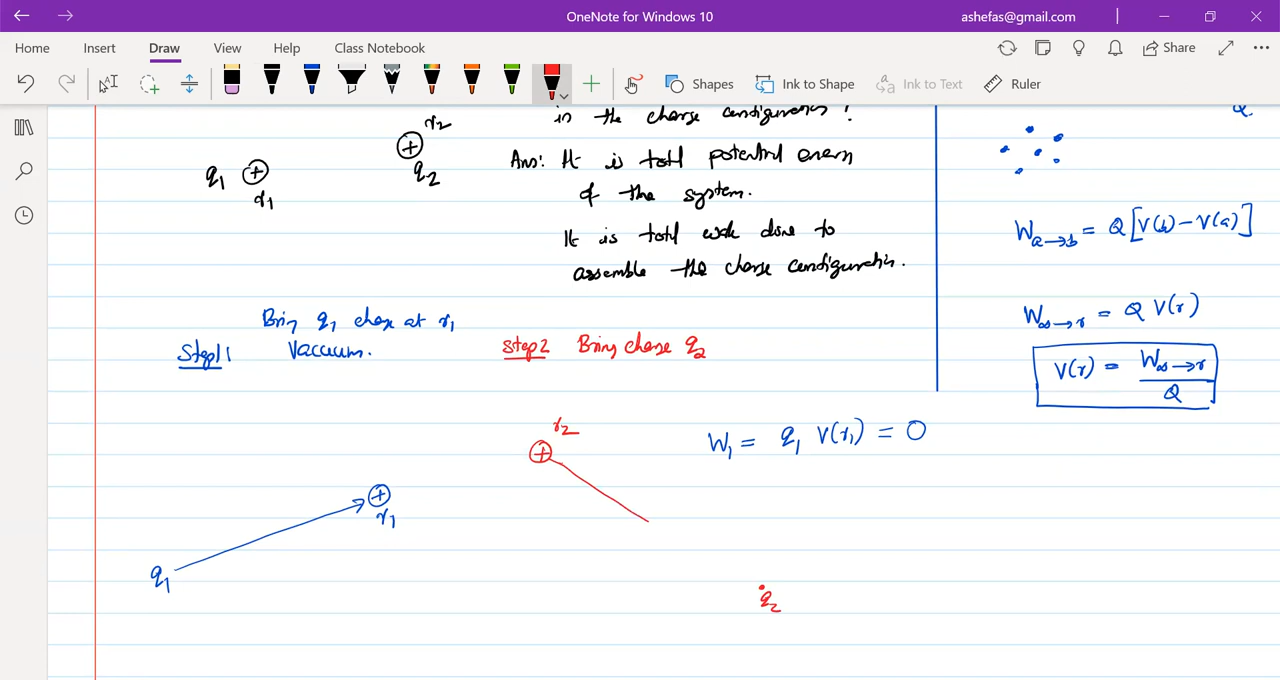 OneNote for Windows 10
ashefas@gmail.com
Home Insert Draw View Help Class Notebook
Share
Shapes Ink to Shape Ink to Text Ruler
in the charge configuration?
Q
r2
q2
q1
r1
Ans: It is total potential energy
of the system.
It is total work done to
assemble the charge configuration.
Wa→b = Q[V(b)-V(a)]
W∞→r = Q V(r)
V(r) = W∞→r / Q
Bring q1 charge at r1
Step1 Vaccum.
Step2 Bring charge q2
W1 = q1 V(r1) = 0
r2
+
+
r1
q1
q2